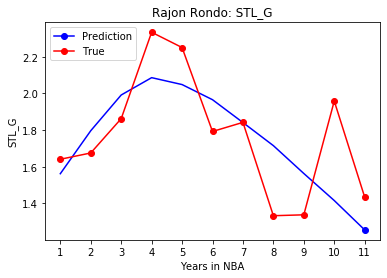 Rajon Rondo: STL_G
Prediction
True
STL_G
2.2
2.0
1.8
1.6
1.4
1 2 3 4 5 6 7 8 9 10 11
Years in NBA